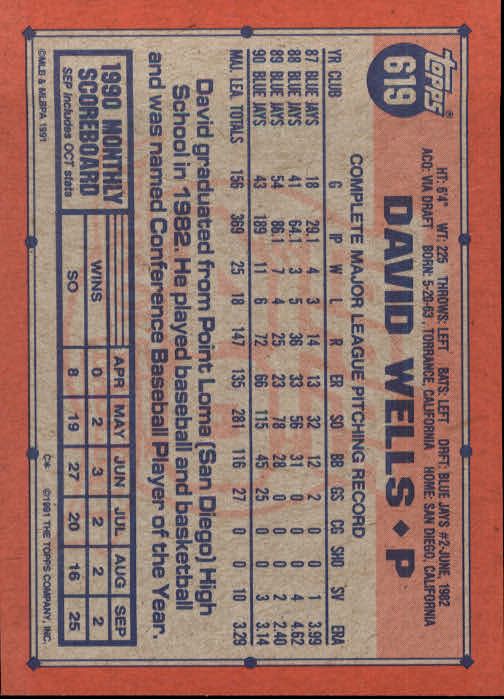 TOPPS®
619
HT: 6'4" WT: 225 THROWS: LEFT BATS: LEFT DRAFT: BLUE JAYS #2-JUNE, 1982
ACQ: VIA DRAFT BORN: 5-20-63, TORRANCE, CALIFORNIA HOME: SAN DIEGO, CALIFORNIA
DAVID WELLS ◆ P
COMPLETE MAJOR LEAGUE PITCHING RECORD
YR CLUB G IP W L R ER SO BB GS CG SHO SV ERA
87 BLUE JAYS 18 29.1 4 3 14 13 32 12 2 0 0 1 3.99
88 BLUE JAYS 41 64.1 3 5 36 33 56 31 0 0 0 4 4.62
89 BLUE JAYS 54 86.1 7 4 25 23 78 28 0 0 0 2 2.40
90 BLUE JAYS 43 189 11 6 72 66 115 45 25 0 0 3 3.14
MAJ. LEA. TOTALS 156 369 25 18 147 135 281 116 27 0 0 10 3.29
David graduated from Point Loma (San Diego) High
School in 1982. He played baseball and basketball
and was named Conference Baseball Player of the Year.
1990 MONTHLY
SCOREBOARD
SEP includes OCT stats
APR MAY JUN JUL AUG SEP
WINS 0 2 3 2 2 2
SO 8 19 27 20 16 25
©MLB & MLBPA 1991
C* ©1991 THE TOPPS COMPANY, INC.